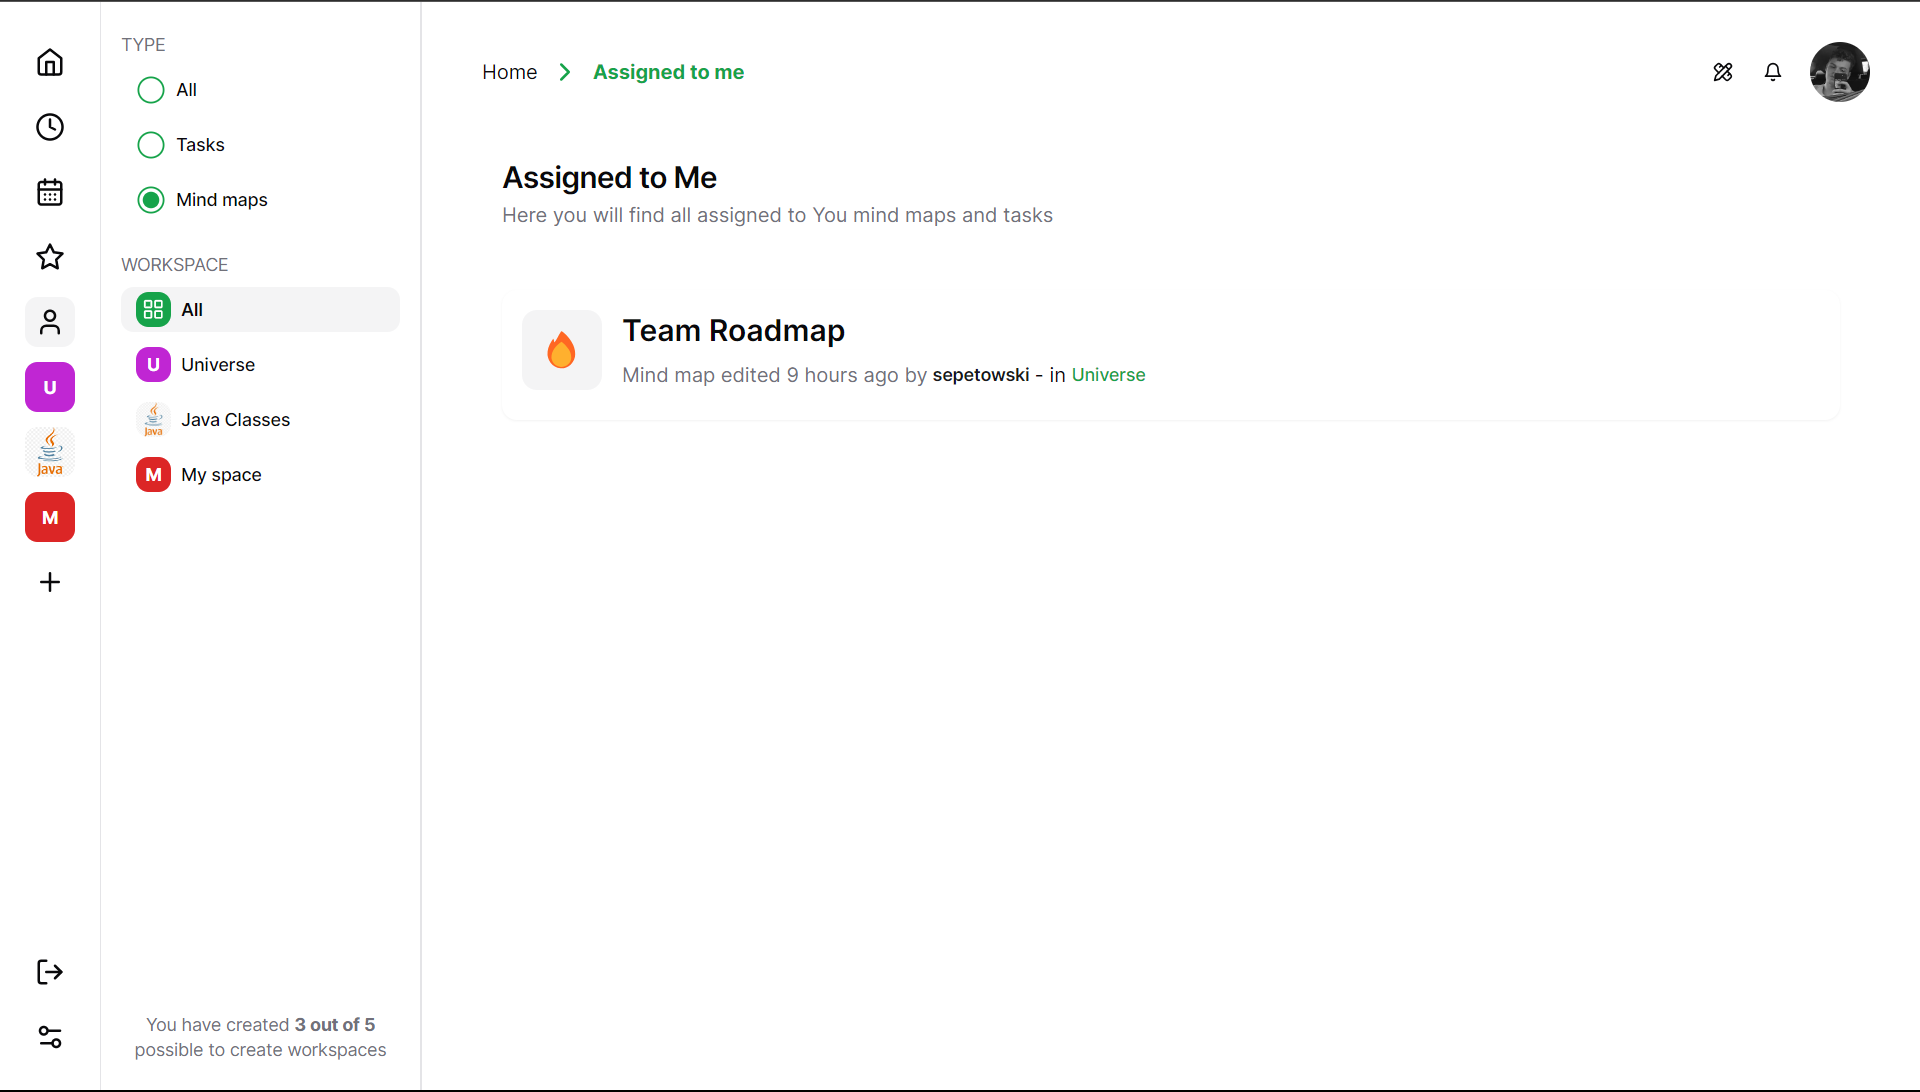 TYPE
All
Tasks
Mind maps
WORKSPACE
All
U Universe
Java Java Classes
M My space
U
Java
M
You have created 3 out of 5
possible to create workspaces
Home > Assigned to me
Assigned to Me
Here you will find all assigned to You mind maps and tasks
Team Roadmap
Mind map edited 9 hours ago by sepetowski - in Universe